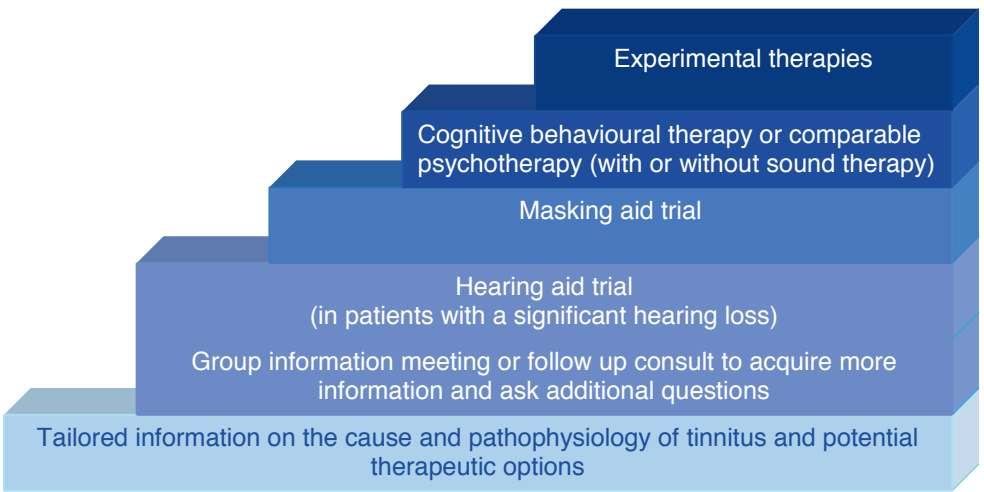 Experimental therapies
Cognitive behavioural therapy or comparable
psychotherapy (with or without sound therapy)
Masking aid trial
Hearing aid trial
(in patients with a significant hearing loss)
Group information meeting or follow up consult to acquire more
information and ask additional questions
Tailored information on the cause and pathophysiology of tinnitus and potential
therapeutic options